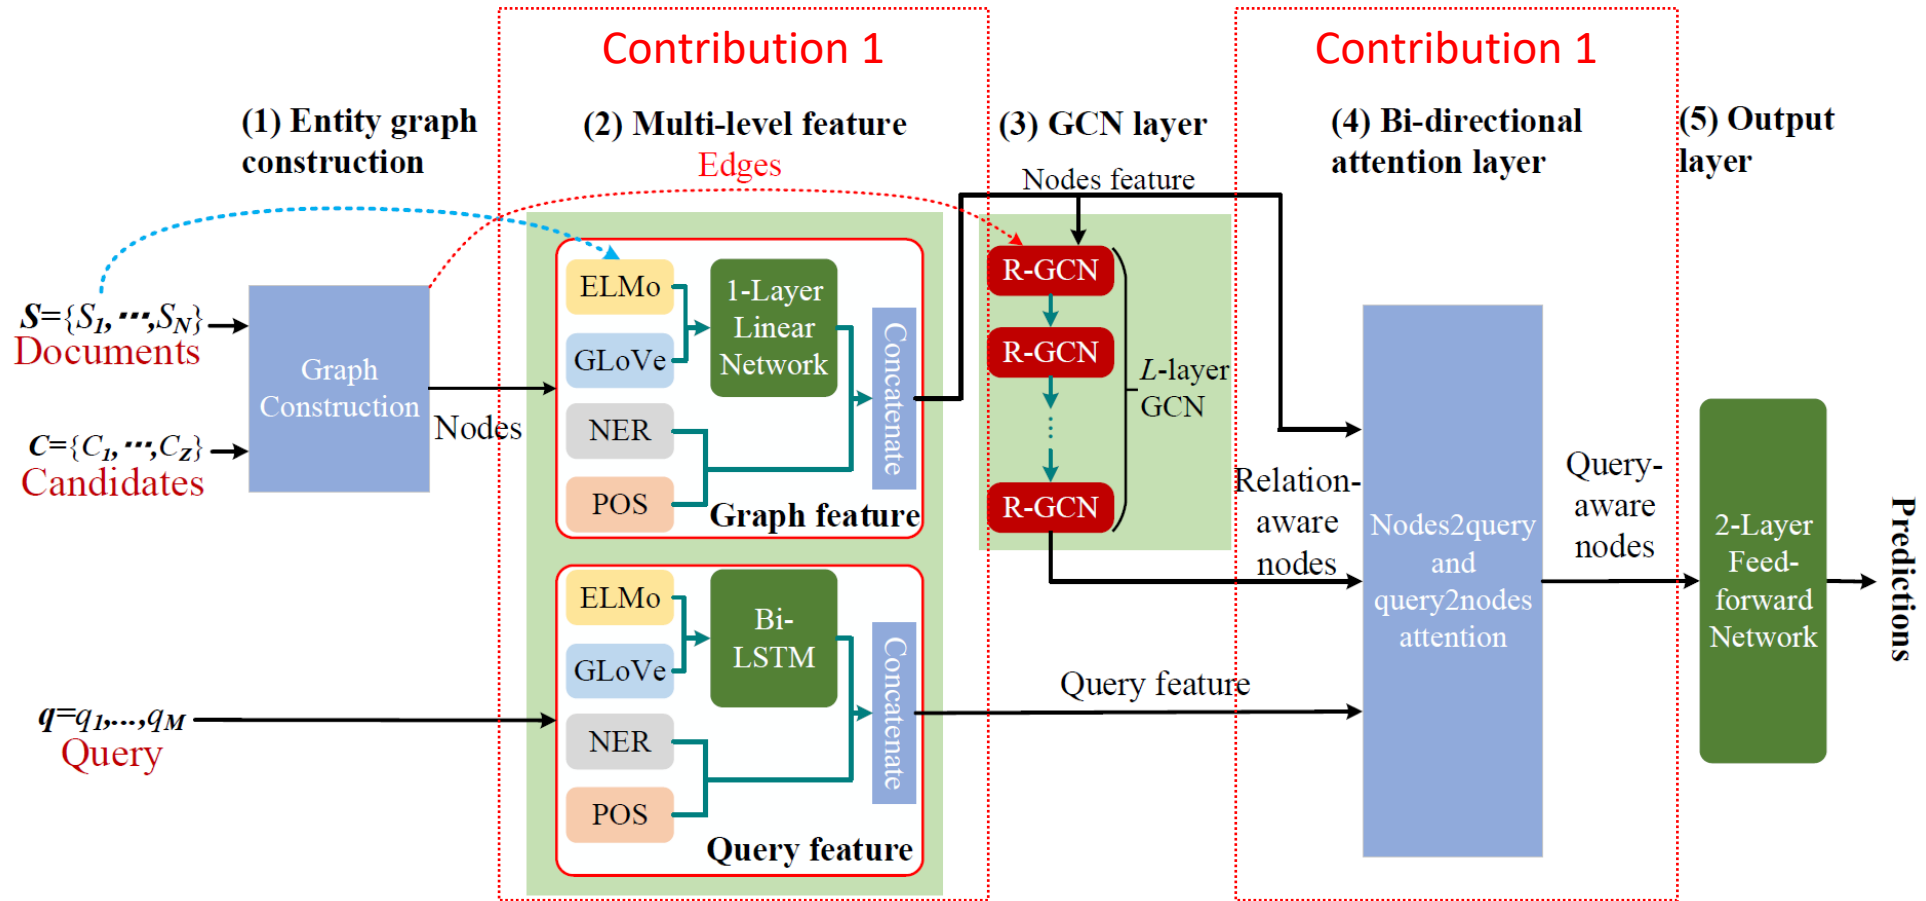 Contribution 1
Contribution 1
(1) Entity graph
construction
(2) Multi-level feature
Edges
(3) GCN layer
(4) Bi-directional
attention layer
(5) Output
layer
Nodes feature
S={S1,⋯,SN}
Documents
C={C1,⋯,CZ}
Candidates
Graph
Construction
Nodes
ELMo
GLoVe
NER
POS
1-Layer
Linear
Network
Concatenate
Graph feature
R-GCN
R-GCN
R-GCN
L-layer
GCN
Relation-
aware
nodes
q=q1,...,qM
Query
ELMo
GLoVe
NER
POS
Bi-
LSTM
Concatenate
Query feature
Query feature
Nodes2query
and
query2nodes
attention
Query-
aware
nodes
2-Layer
Feed-
forward
Network
Predictions